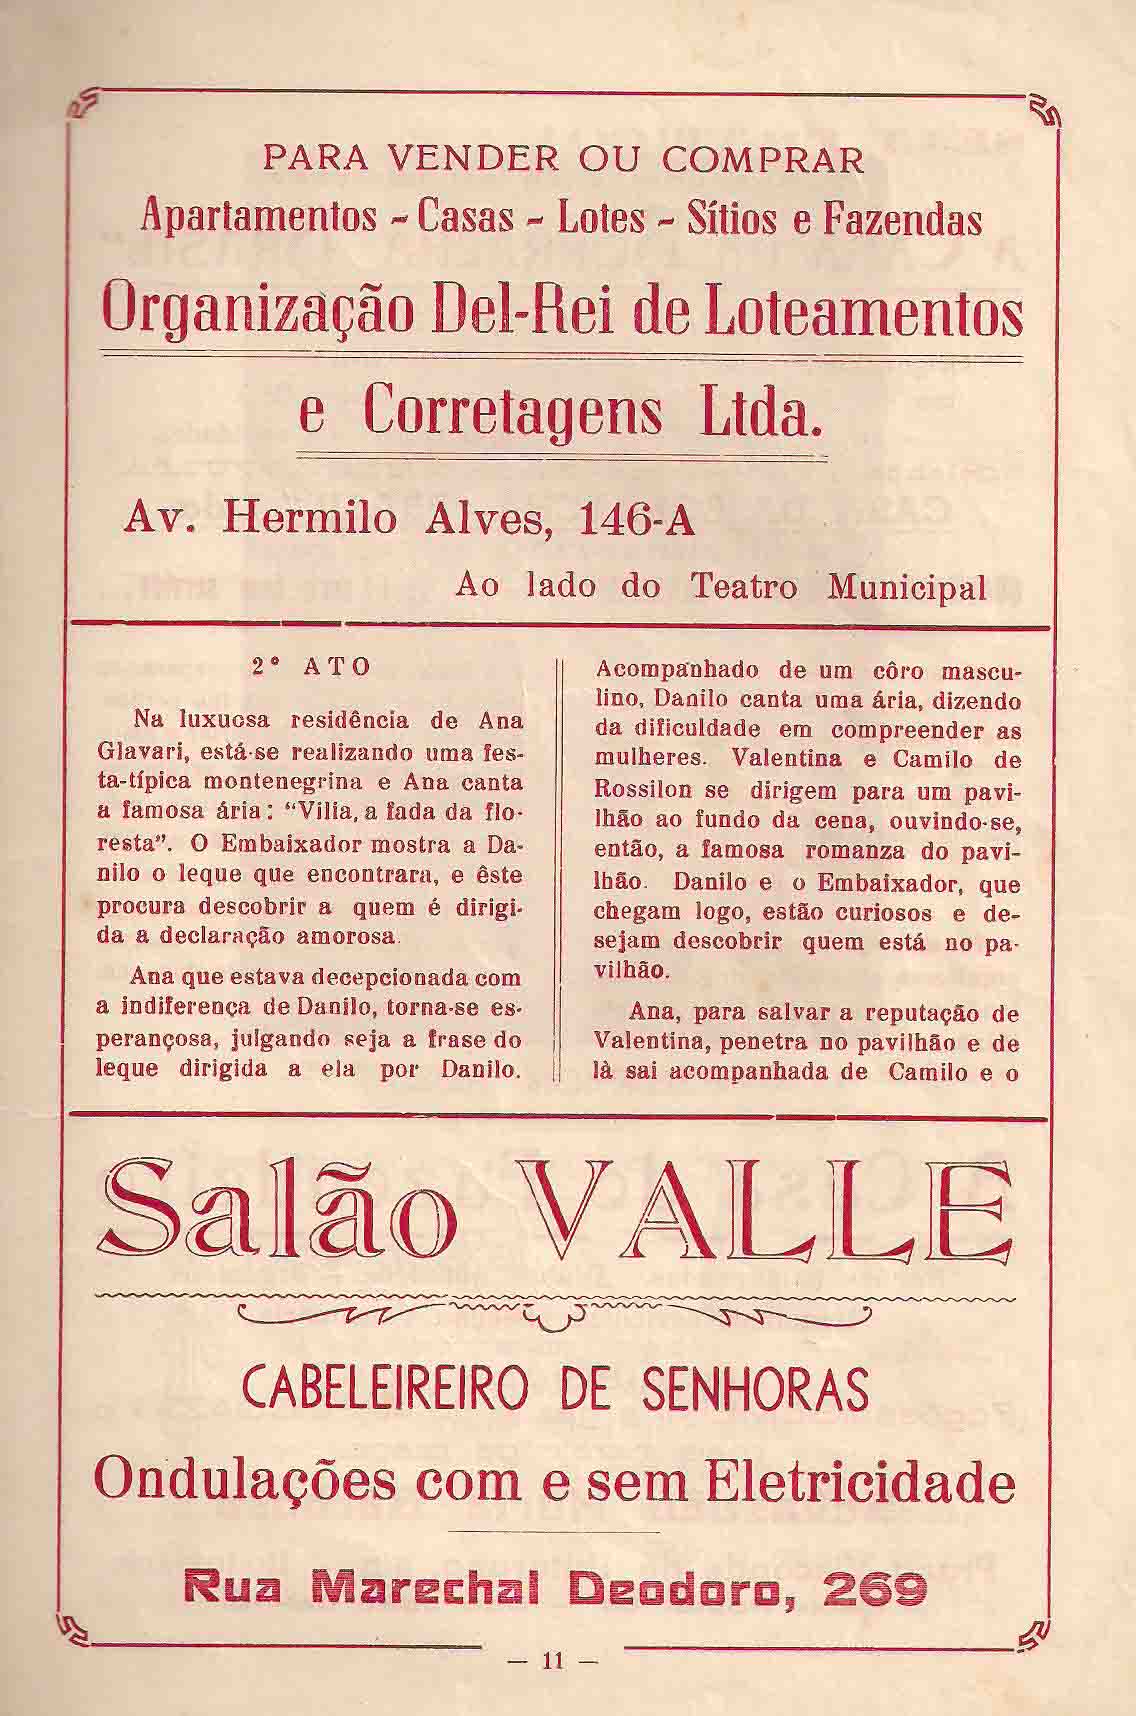 PARA VENDER OU COMPRAR
Apartamentos - Casas - Lotes - Sítios e Fazendas
Organização Del-Rei de Loteamentos
e Corretagens Ltda.
Av. Hermilo Alves, 146-A
Ao lado do Teatro Municipal
2º ATO
Na luxuosa residência de Ana
Glavari, está-se realizando uma fes-
ta-típica montenegrina e Ana canta
a famosa ária: "Vilia, a fada da flo-
resta". O Embaixador mostra a Da-
nilo o leque que encontrara, e êste
procura descobrir a quem é dirigi-
da a declaração amorosa.
Ana que estava decepcionada com
a indiferença de Danilo, torna-se es-
perançosa, julgando seja a frase do
leque dirigida a ela por Danilo.
Acompanhado de um côro mascu-
lino, Danilo canta uma ária, dizendo
da dificuldade em compreender as
mulheres. Valentina e Camilo de
Rossilon se dirigem para um pavi-
lhão ao fundo da cena, ouvindo-se,
então, a famosa romanza do pavi-
lhão. Danilo e o Embaixador, que
chegam logo, estão curiosos e de-
sejam descobrir quem está no pa-
vilhão.
Ana, para salvar a reputação de
Valentina, penetra no pavilhão e de
là sai acompanhada de Camilo e o
Salão VALLE
CABELEIREIRO DE SENHORAS
Ondulações com e sem Eletricidade
Rua Marechal Deodoro, 269
— 11 —